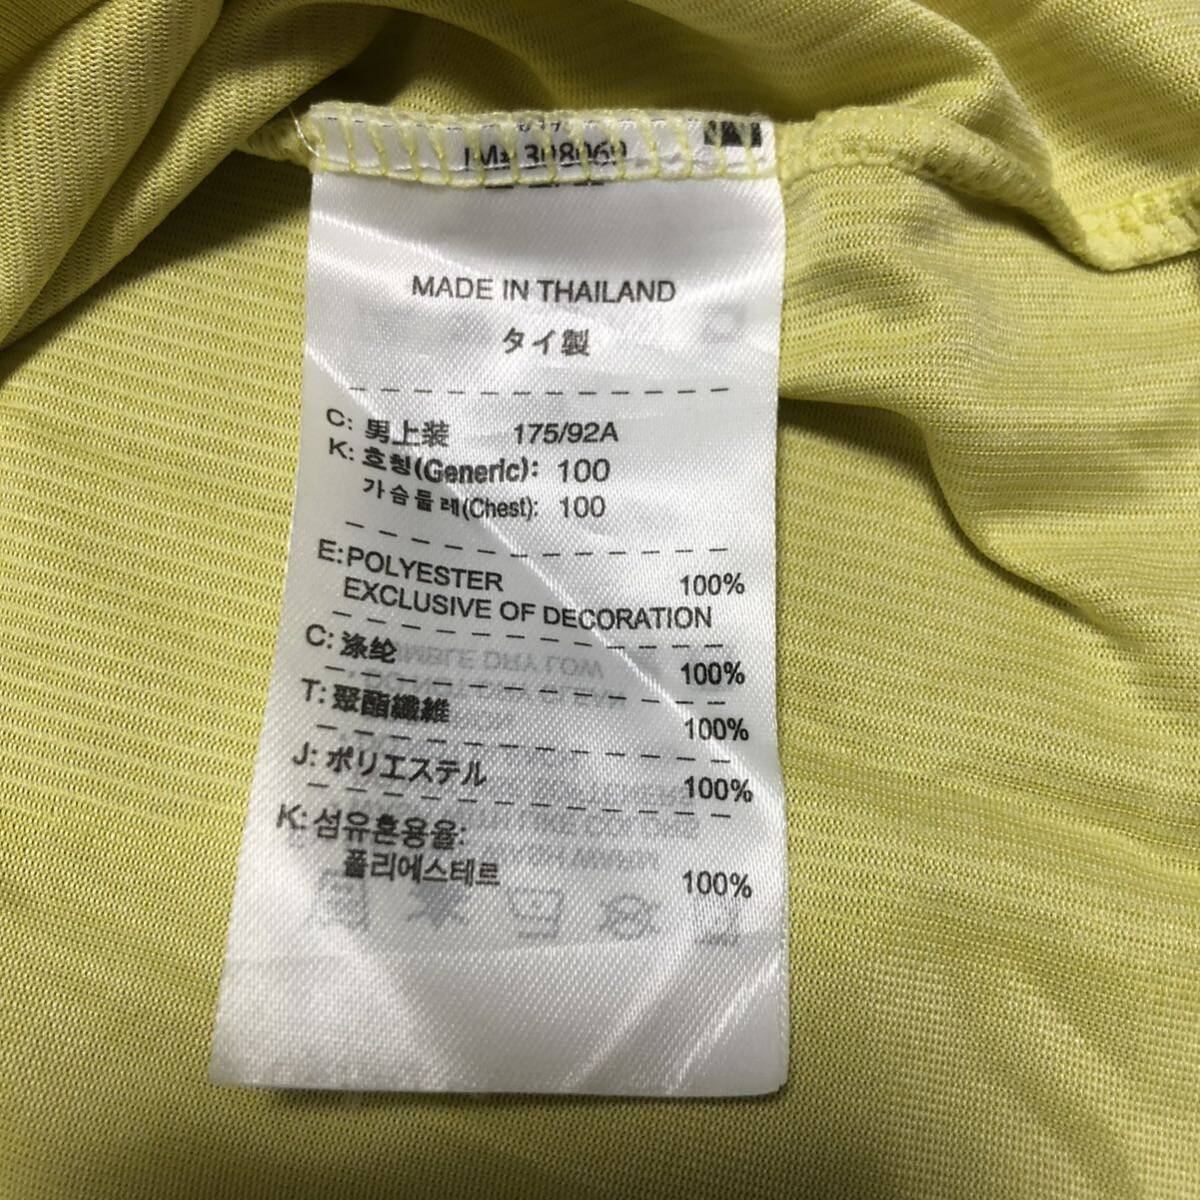 MADE IN THAILAND
タイ製
C: 男上装 175/92A
K: 호칭(Generic): 100
가슴둘레(Chest): 100
E:POLYESTER 100%
EXCLUSIVE OF DECORATION
C: 涤纶 100%
T: 聚酯纖維 100%
J: ポリエステル 100%
K: 섬유혼용율:
폴리에스테르 100%